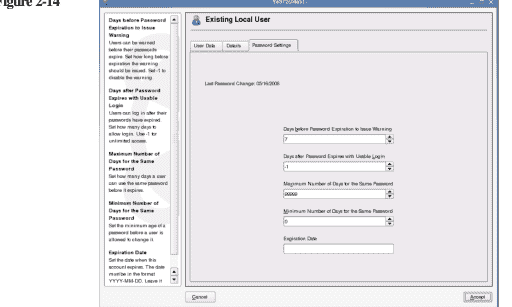 Figure 2-14
Days before Password
Expiration to Issue
Warning
Users can be warned
before their passwords
expire. Set how long before
expiration the warning
should be issued. Set -1 to
disable the warning.
Days after Password
Expires with Usable
Login
Users can log in after their
passwords have expired.
Set how many days to
allow login. Use -1 for
unlimited access.
Maximum Number of
Days for the Same
Password
Set how many days a user
can use the same password
before it expires.
Minimum Number of
Days for the Same
Password
Set the minimum age of a
password before a user is
allowed to change it.
Expiration Date
Set the date when this
account expires. The date
must be in the format
YYYY-MM-DD. Leave it
Existing Local User
User Data Details Password Settings
Last Password Change: 03/16/2006
Days before Password Expiration to Issue Warning
7
Days after Password Expires with Usable Login
-1
Maximum Number of Days for the Same Password
99999
Minimum Number of Days for the Same Password
0
Expiration Date
Cancel
Accept